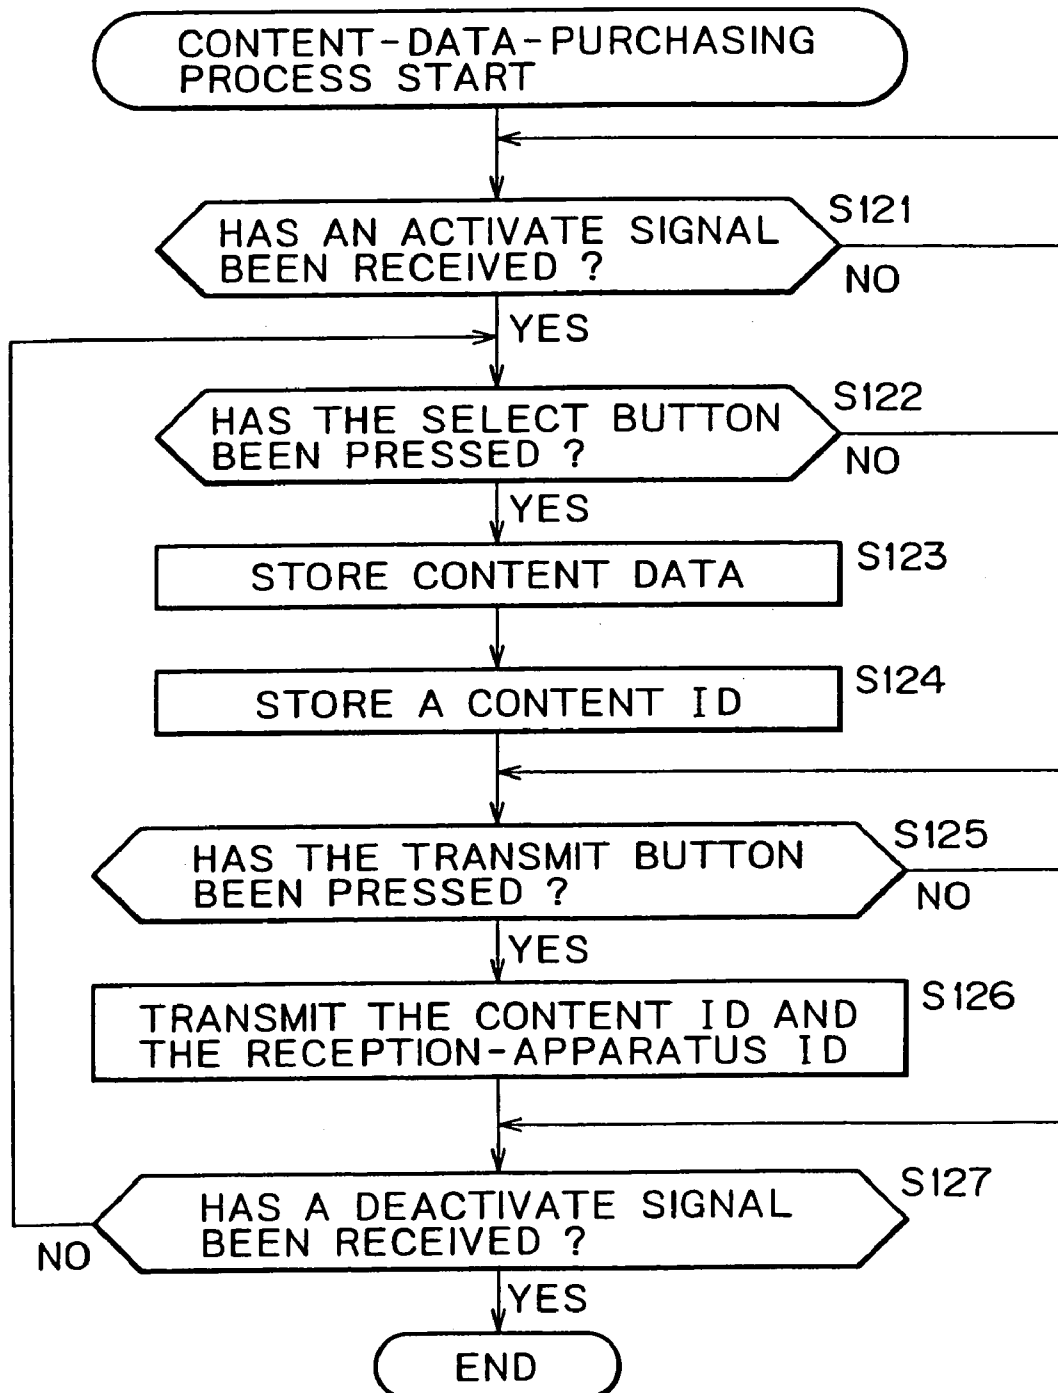 CONTENT-DATA-PURCHASING
PROCESS START
S121
HAS AN ACTIVATE SIGNAL
BEEN RECEIVED ?
NO
YES
S122
HAS THE SELECT BUTTON
BEEN PRESSED ?
NO
YES
S123
STORE CONTENT DATA
S124
STORE A CONTENT ID
S125
HAS THE TRANSMIT BUTTON
BEEN PRESSED ?
NO
YES
S126
TRANSMIT THE CONTENT ID AND
THE RECEPTION-APPARATUS ID
S127
HAS A DEACTIVATE SIGNAL
BEEN RECEIVED ?
NO
YES
END